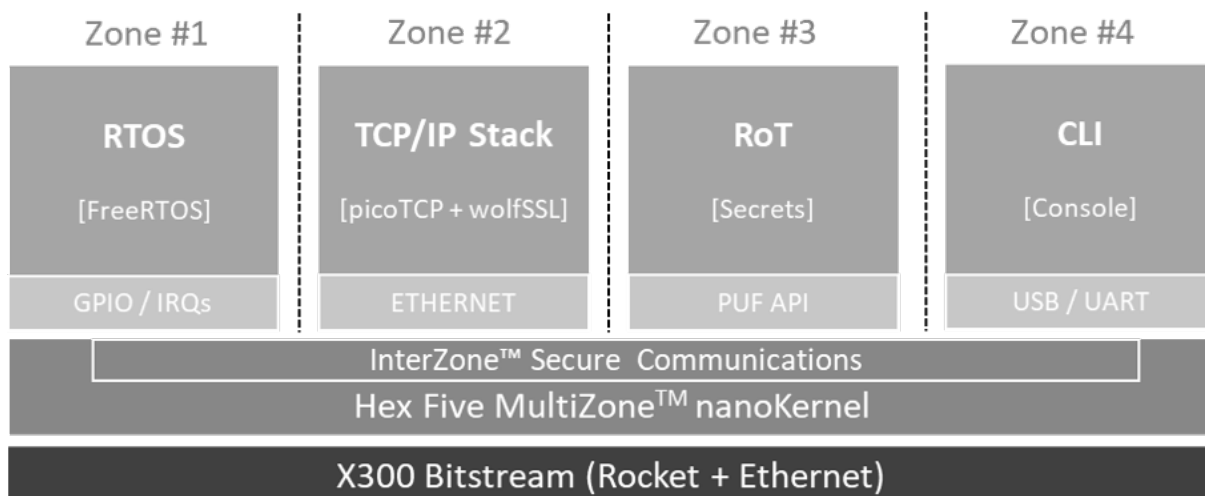 Zone #1 Zone #2 Zone #3 Zone #4
RTOS TCP/IP Stack RoT CLI
[FreeRTOS] [picoTCP + wolfSSL] [Secrets] [Console]
GPIO / IRQs ETHERNET PUF API USB / UART
InterZone™ Secure Communications
Hex Five MultiZone™ nanoKernel
X300 Bitstream (Rocket + Ethernet)